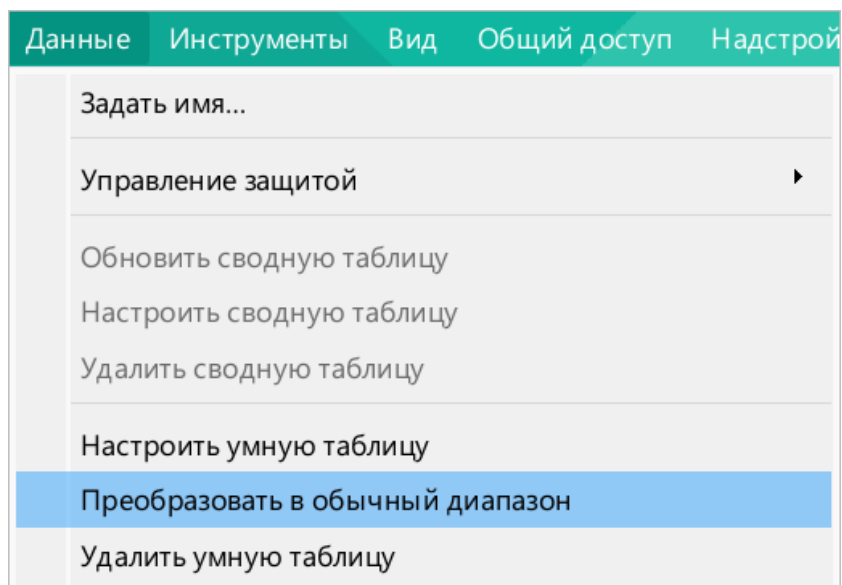 Данные Инструменты Вид Общий доступ Надстрой
Задать имя...
Управление защитой
Обновить сводную таблицу
Настроить сводную таблицу
Удалить сводную таблицу
Настроить умную таблицу
Преобразовать в обычный диапазон
Удалить умную таблицу